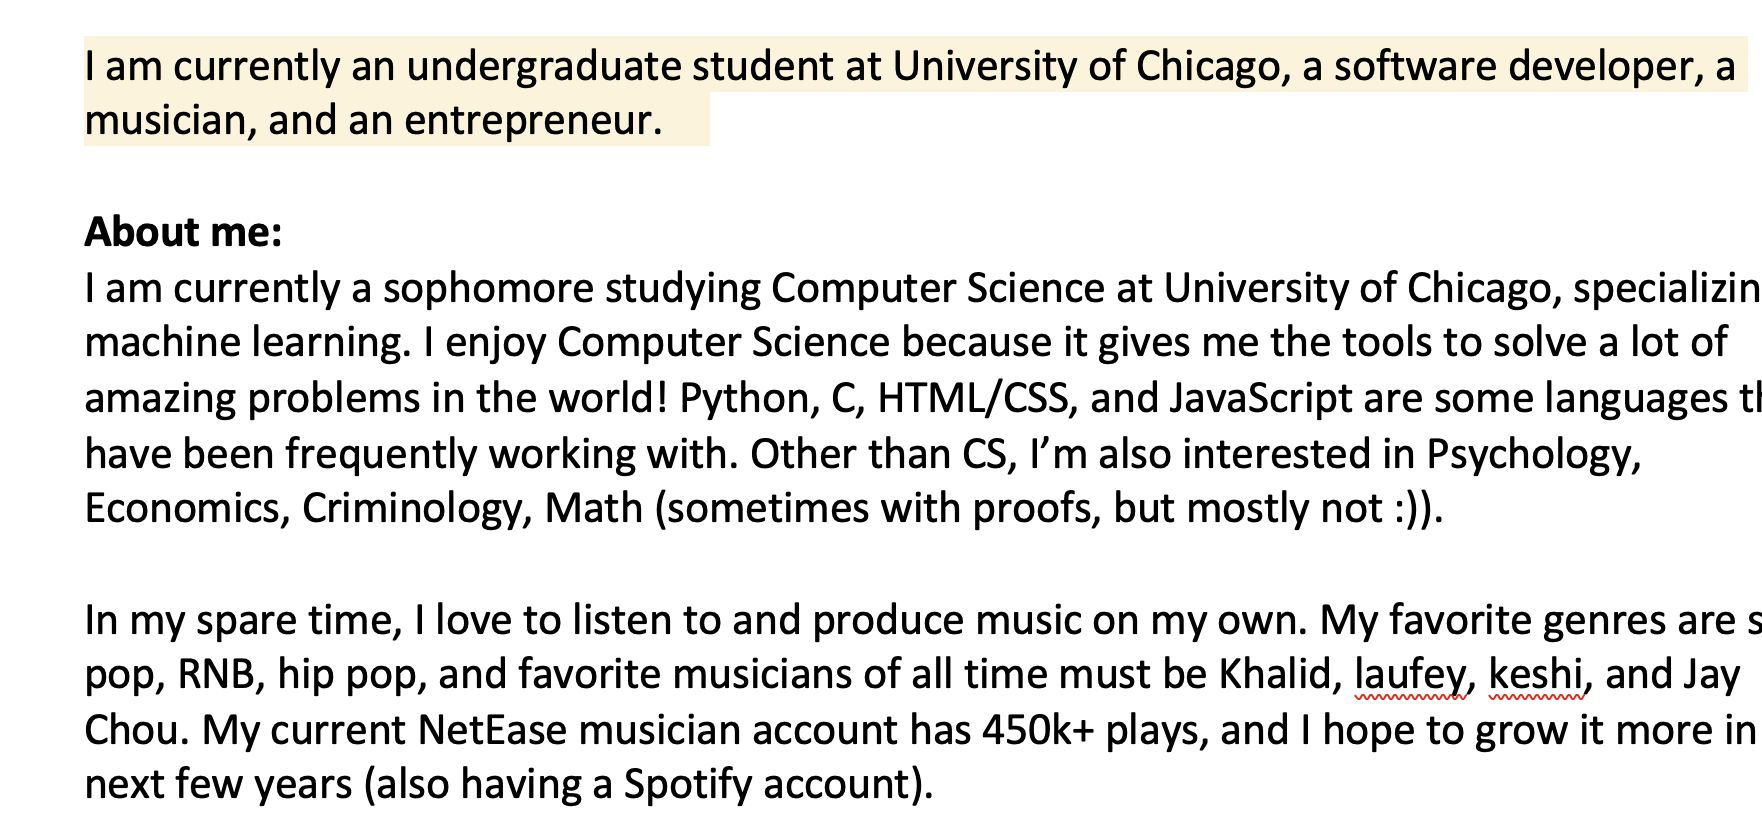 I am currently an undergraduate student at University of Chicago, a software developer, a
musician, and an entrepreneur.
About me:
I am currently a sophomore studying Computer Science at University of Chicago,
machine learning. I enjoy Computer Science because it gives me the tools to solve a lot of
amazing problems in the world! Python, C, HTML/CSS, and JavaScript are some languages
have been frequently working with. Other than CS, I’m also interested in Psychology,
Economics, Criminology, Math (sometimes with proofs, but mostly not :)).
In my spare time, I love to listen to and produce music on my own. My favorite genres are
pop, RNB, hip pop, and favorite musicians of all time must be Khalid, laufey, keshi, and Jay
Chou. My current NetEase musician account has 450k+ plays, and I hope to grow it more in
next few years (also having a Spotify account).